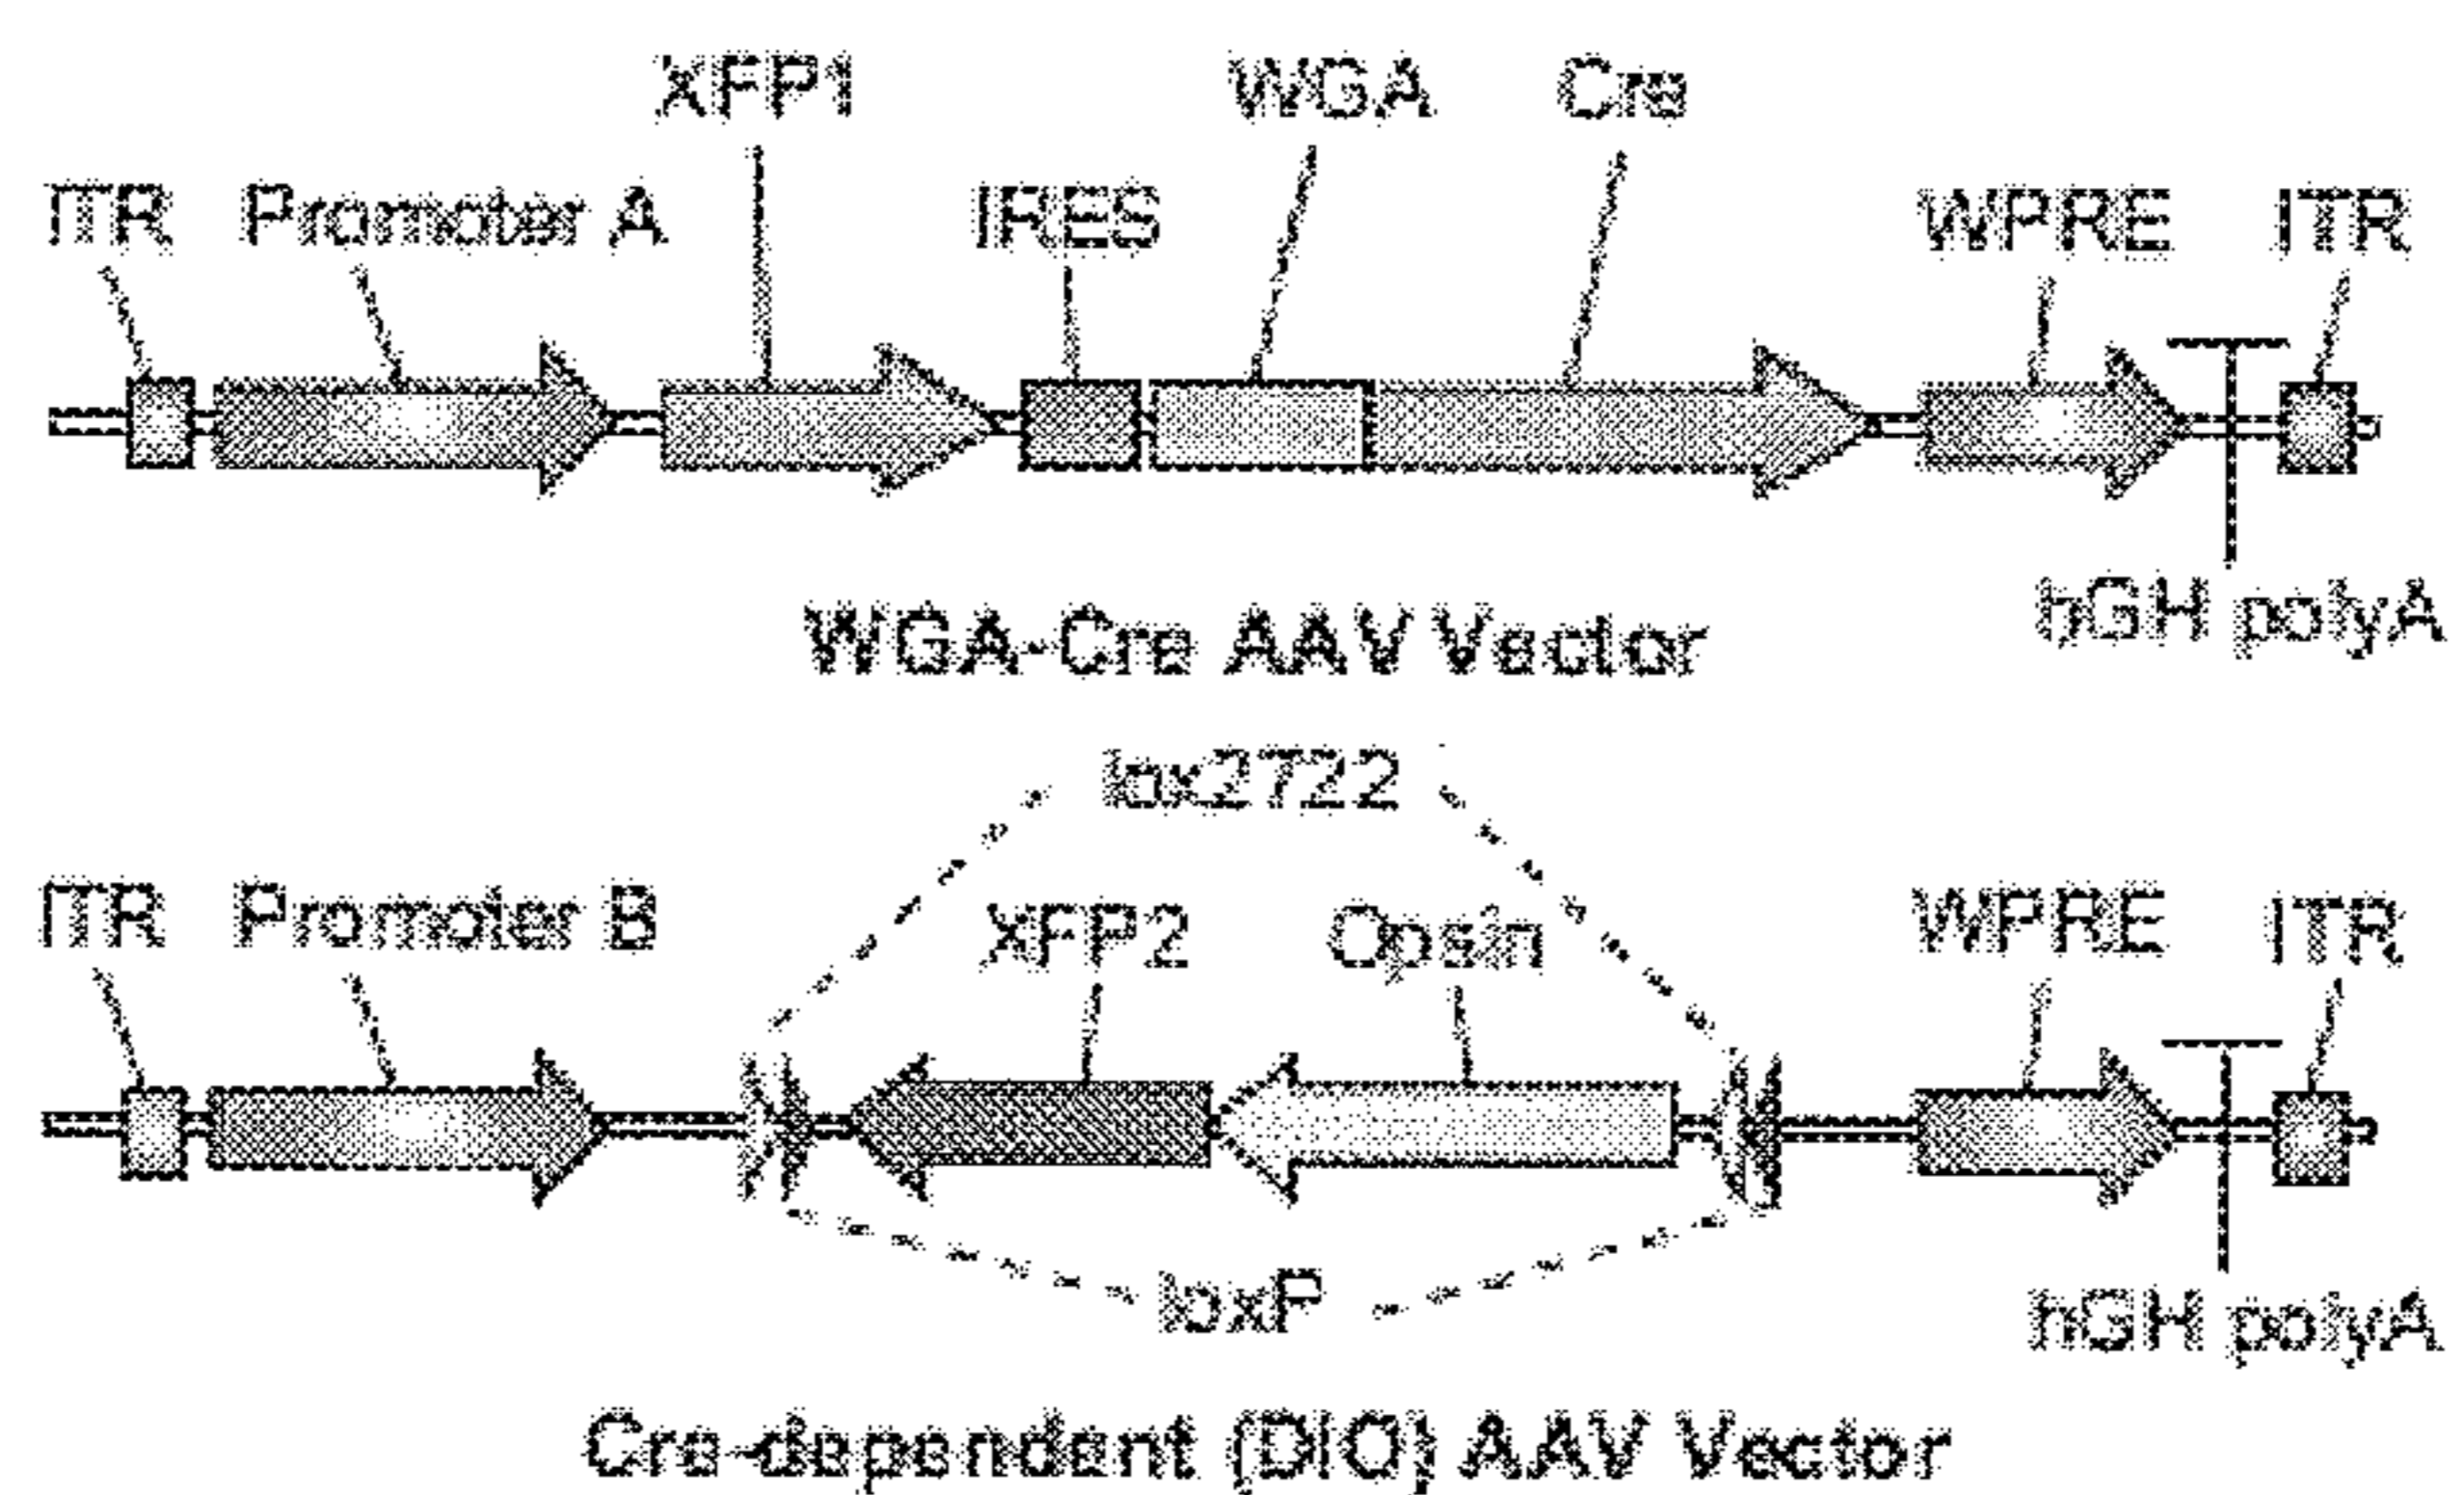 XFP1 WGA Cre
ITR Promoter A IRES WPRE ITR
hGH polyA
WGA-Cre AAV Vector
lox2722
ITR Promoter B XFP2 Opsin WPRE ITR
loxP
hGH polyA
Cre-dependent (DIO) AAV Vector